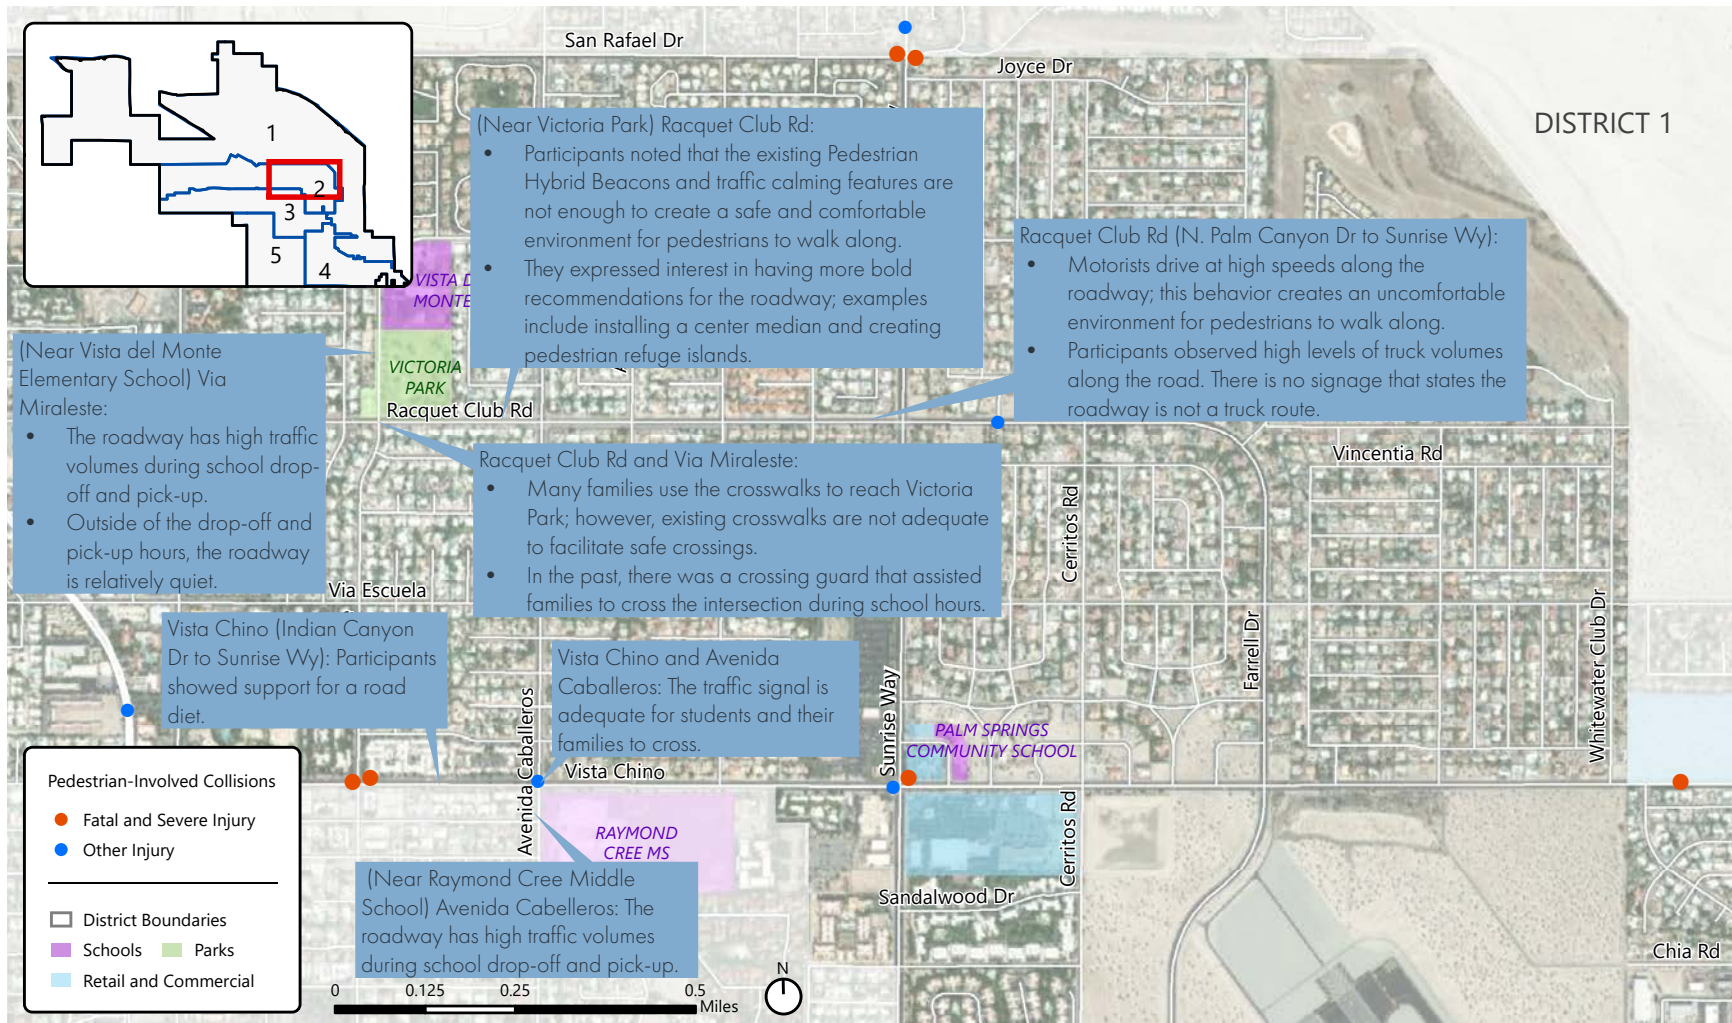 San Rafael Dr
Joyce Dr
DISTRICT 1
1
2
3
5
4
(Near Victoria Park) Racquet Club Rd:
• Participants noted that the existing Pedestrian
Hybrid Beacons and traffic calming features are
not enough to create a safe and comfortable
environment for pedestrians to walk along.
• They expressed interest in having more bold
recommendations for the roadway; examples
include installing a center median and creating
pedestrian refuge islands.
Racquet Club Rd (N. Palm Canyon Dr to Sunrise Wy):
• Motorists drive at high speeds along the
roadway; this behavior creates an uncomfortable
environment for pedestrians to walk along.
• Participants observed high levels of truck volumes
along the road. There is no signage that states the
roadway is not a truck route.
VISTA D
MONTE
VICTORIA
PARK
Racquet Club Rd
(Near Vista del Monte
Elementary School) Via
Miraleste:
• The roadway has high traffic
volumes during school drop-
off and pick-up.
• Outside of the drop-off and
pick-up hours, the roadway
is relatively quiet.
Racquet Club Rd and Via Miraleste:
• Many families use the crosswalks to reach Victoria
Park; however, existing crosswalks are not adequate
to facilitate safe crossings.
• In the past, there was a crossing guard that assisted
families to cross the intersection during school hours.
Vincentia Rd
Cerritos Rd
Via Escuela
Farrell Dr
Whitewater Club Dr
Vista Chino (Indian Canyon
Dr to Sunrise Wy): Participants
showed support for a road
diet.
Vista Chino and Avenida
Caballeros: The traffic signal is
adequate for students and their
families to cross.
Avenida Caballeros
Sunrise Way
PALM SPRINGS
COMMUNITY SCHOOL
Vista Chino
RAYMOND
CREE MS
Cerritos Rd
Sandalwood Dr
Chia Rd
(Near Raymond Cree Middle
School) Avenida Cabelleros: The
roadway has high traffic volumes
during school drop-off and pick-up.
Pedestrian-Involved Collisions
Fatal and Severe Injury
Other Injury
District Boundaries
Schools Parks
Retail and Commercial
0 0.125 0.25 0.5
Miles
N